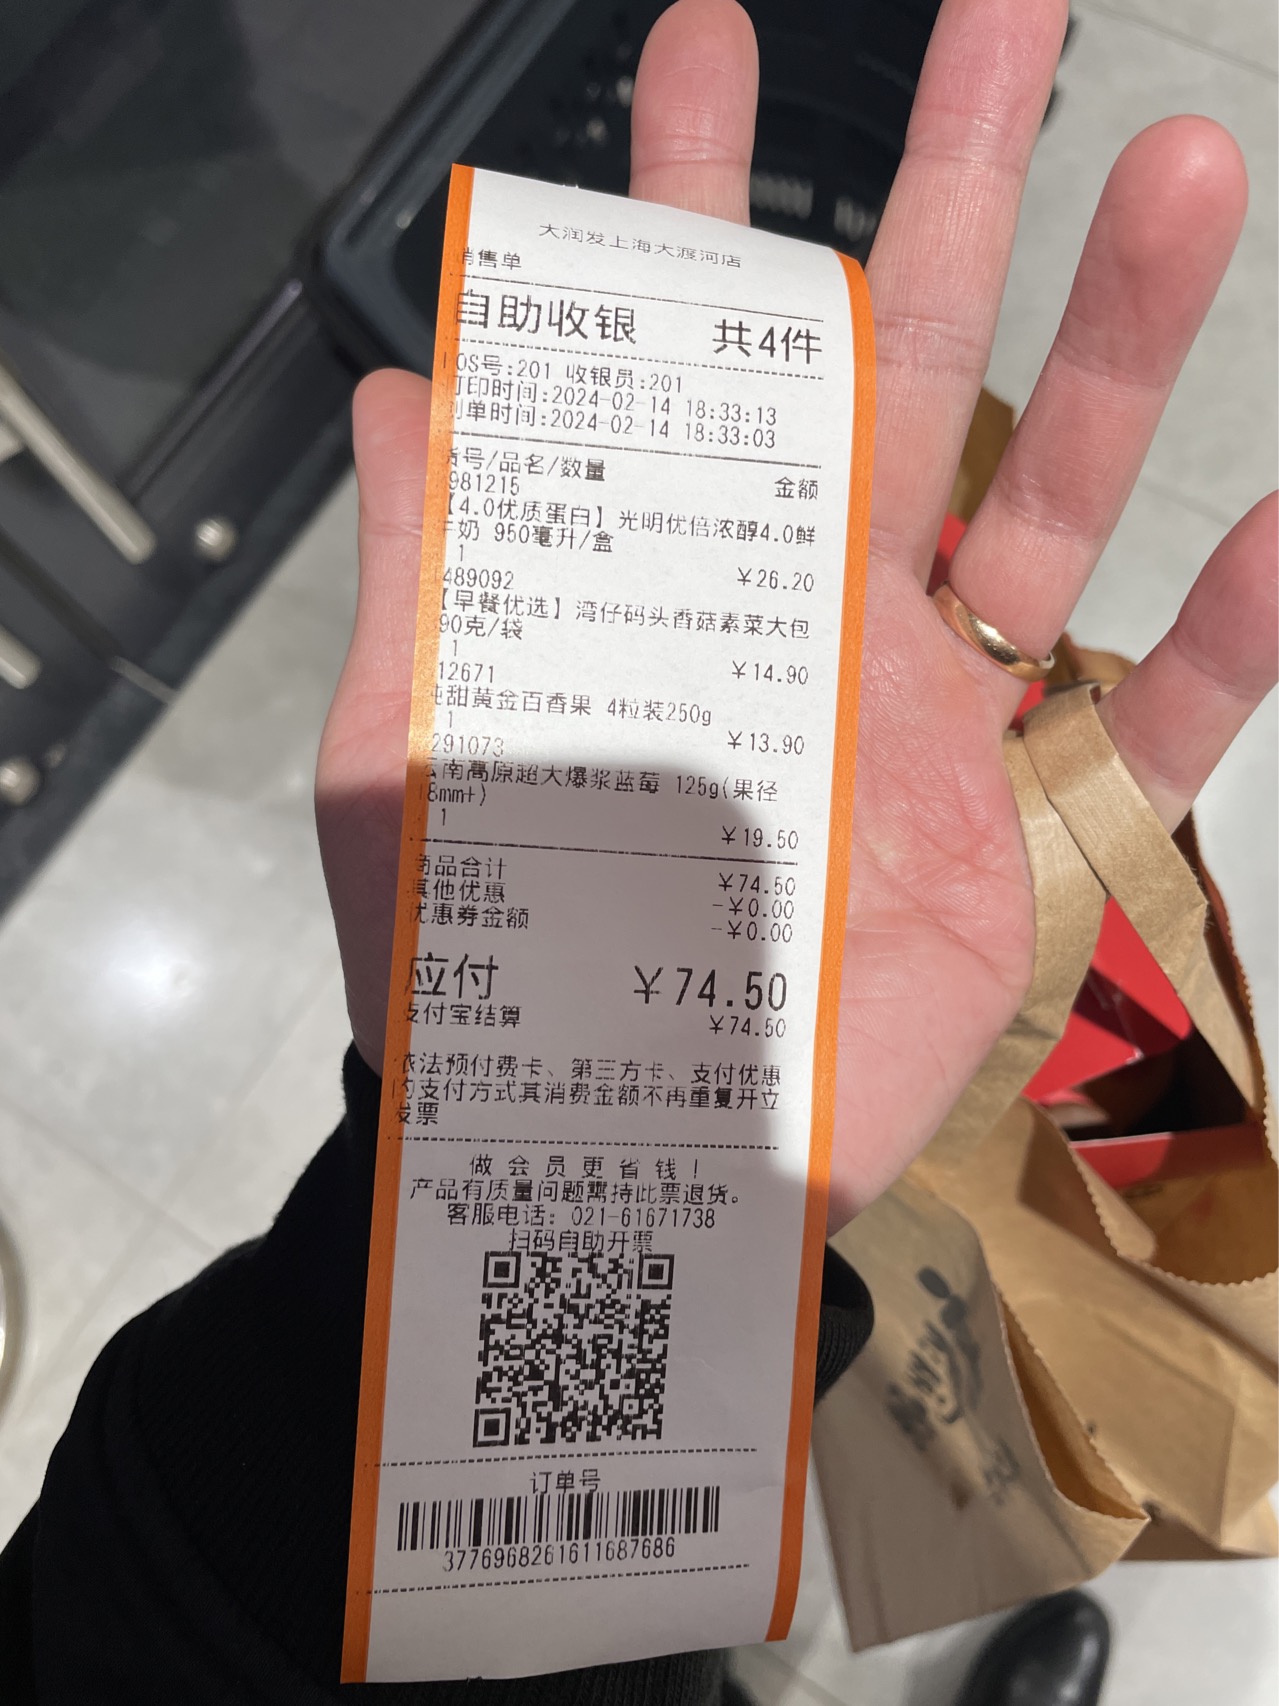 大润发上海大渡河店
销售单
自助收银 共4件
POS号:201 收银员:201
打印时间:2024-02-14 18:33:13
制单时间:2024-02-14 18:33:03
货号/品名/数量 金额
981215
【4.0优质蛋白】光明优倍浓醇4.0鲜
牛奶 950毫升/盒
1 ￥26.20
489092
【早餐优选】湾仔码头香菇素菜大包
90克/袋
1 ￥14.90
12671
纯甜黄金百香果 4粒装250g
1 ￥13.90
291073
云南高原超大爆浆蓝莓 125g(果径
18mm+)
1 ￥19.50
商品合计 ￥74.50
其他优惠 -￥0.00
优惠券金额 -￥0.00
应付 ￥74.50
支付宝结算 ￥74.50
依法预付费卡、第三方卡、支付优惠
的支付方式其消费金额不再重复开立
发票
做会员更省钱!
产品有质量问题需持此票退货。
客服电话: 021-61671738
扫码自助开票
订单号
3776968261611687686